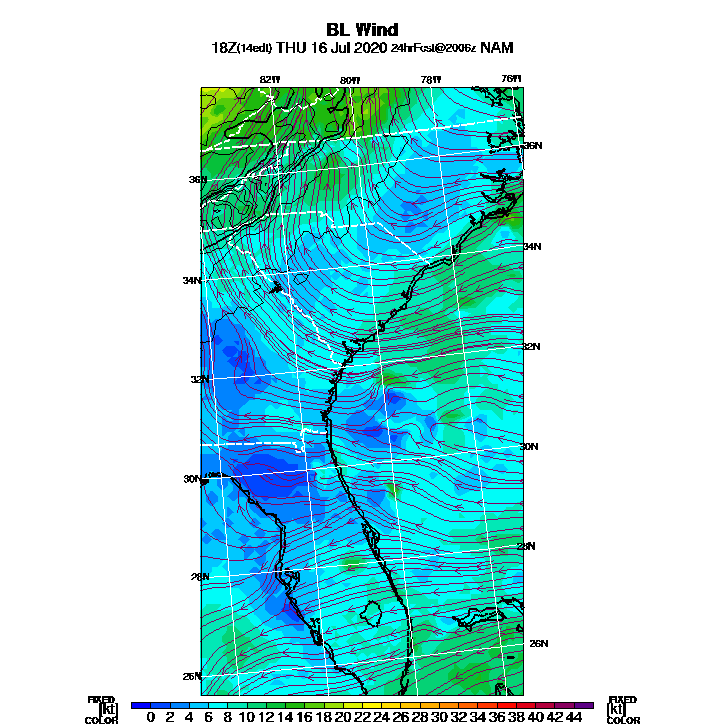 BL Wind
18Z(14edt) THU 16 Jul 2020 24hrFcst@2006z NAM
82W 80W 78W 76W
36N
36N
34N
34N
32N
32N
30N
30N
28N
28N
26N
26N
FIXED FIXED
[kt] 0 2 4 6 8 10 12 14 16 18 20 22 24 26 28 30 32 34 36 38 40 42 44 [kt]
COLOR COLOR